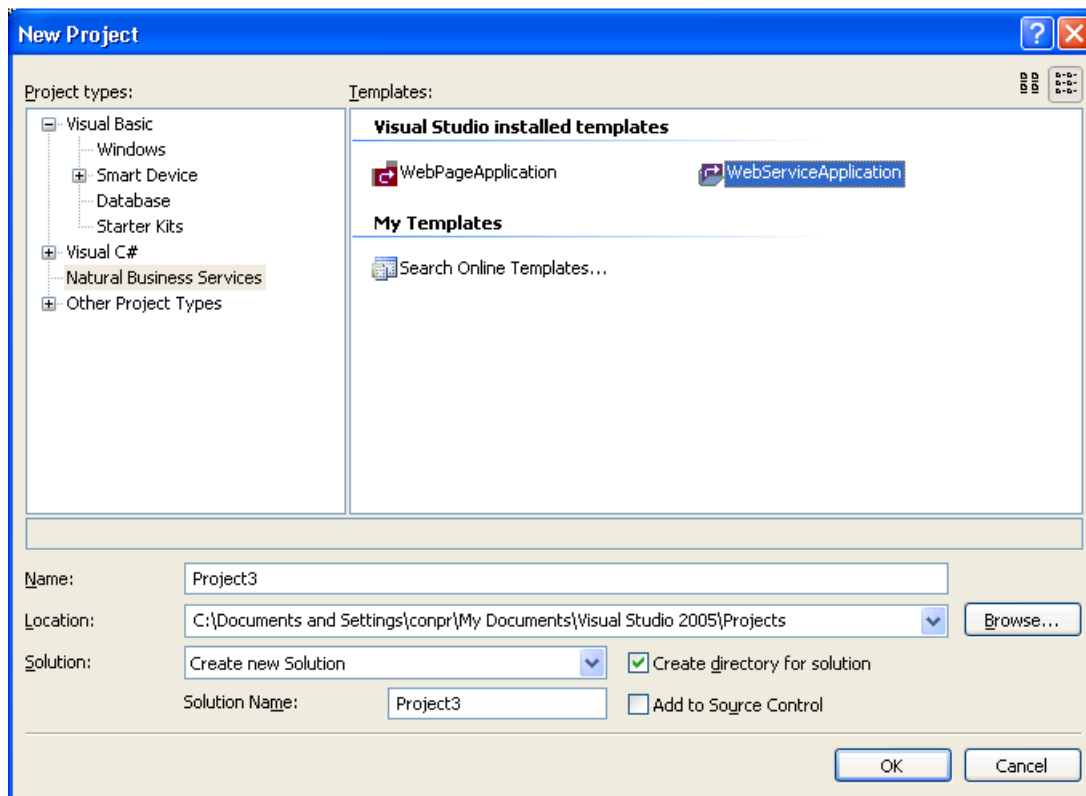 New Project
Project types:
Templates:
Visual Basic
Windows
Smart Device
Database
Starter Kits
Visual C#
Natural Business Services
Other Project Types
Visual Studio installed templates
WebPageApplication
WebServiceApplication
My Templates
Search Online Templates...
Name:
Project3
Location:
C:\Documents and Settings\conpr\My Documents\Visual Studio 2005\Projects
Browse...
Solution:
Create new Solution
Create directory for solution
Solution Name:
Project3
Add to Source Control
OK
Cancel